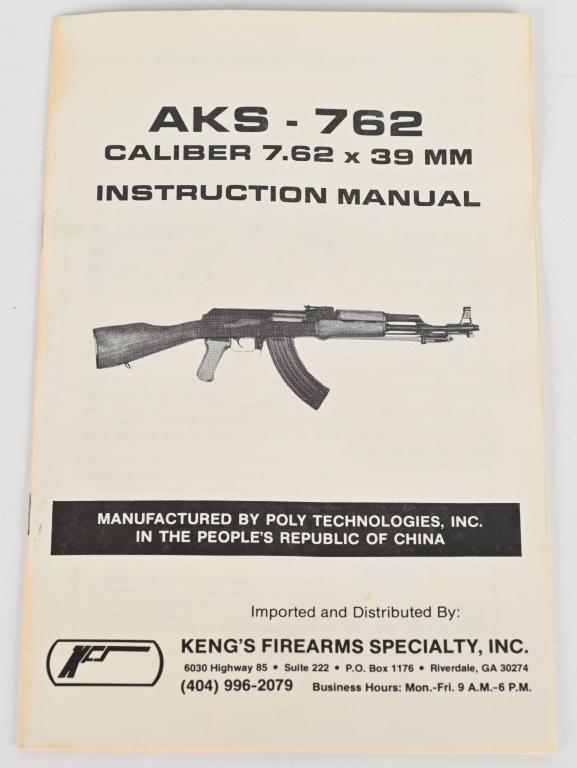 AKS - 762
CALIBER 7.62 x 39 MM
INSTRUCTION MANUAL
MANUFACTURED BY POLY TECHNOLOGIES, INC.
IN THE PEOPLE'S REPUBLIC OF CHINA
Imported and Distributed By:
KFS
KENG'S FIREARMS SPECIALTY, INC.
6030 Highway 85 • Suite 222 • P.O. Box 1176 • Riverdale, GA 30274
(404) 996-2079 Business Hours: Mon.-Fri. 9 A.M.–6 P.M.